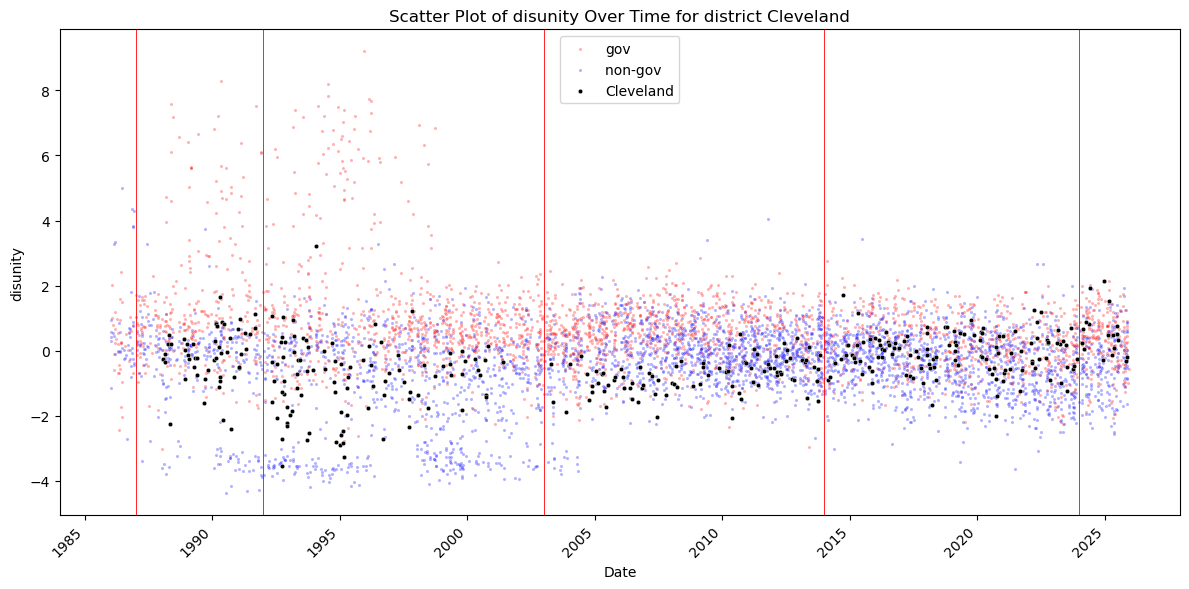 Scatter Plot of disunity Over Time for district Cleveland
gov
non-gov
Cleveland
disunity
8
6
4
2
0
−2
−4
1985
1990
1995
2000
2005
2010
2015
2020
2025
Date